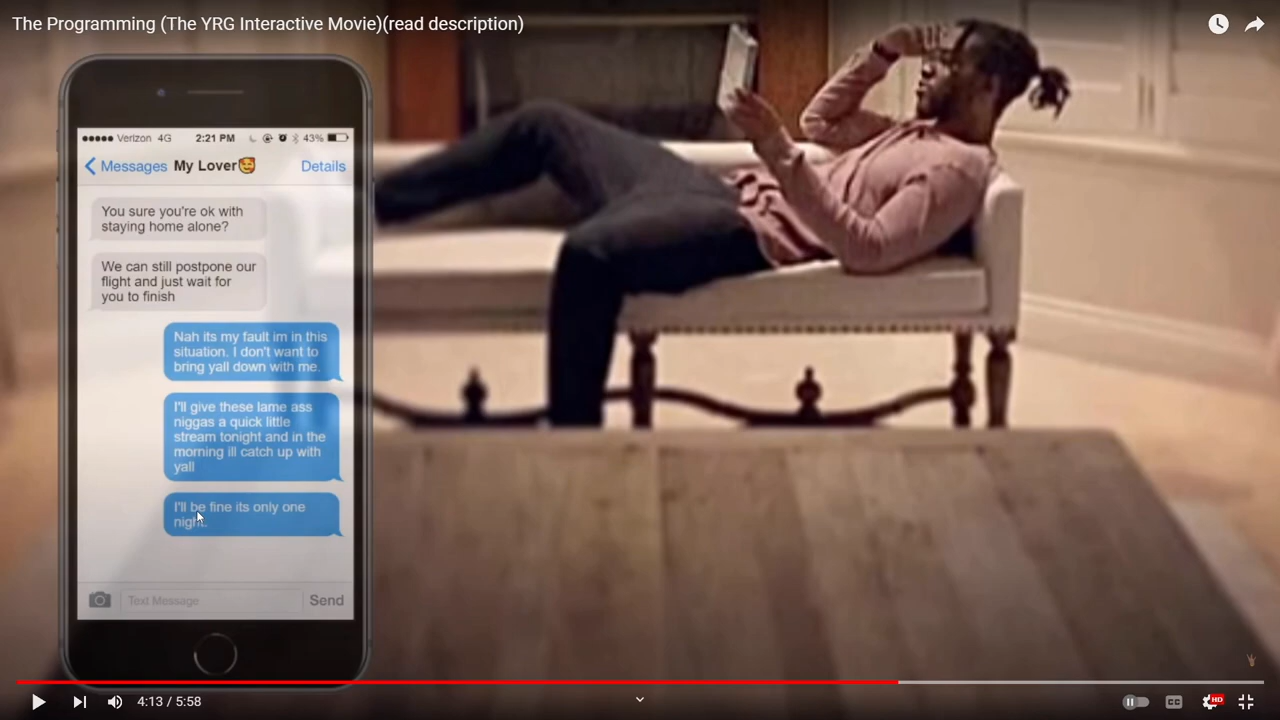 The Programming (The YRG Interactive Movie)(read description)
Verizon 4G 2:21 PM 43%
Messages My Lover🥰 Details
You sure you're ok with
staying home alone?
We can still postpone our
flight and just wait for
you to finish
Nah its my fault im in this
situation. I don't want to
bring yall down with me.
I'll give these lame ass
niggas a quick little
stream tonight and in the
morning ill catch up with
yall
I'll be fine its only one
night.
Text Message Send
4:13 / 5:58 CC HD